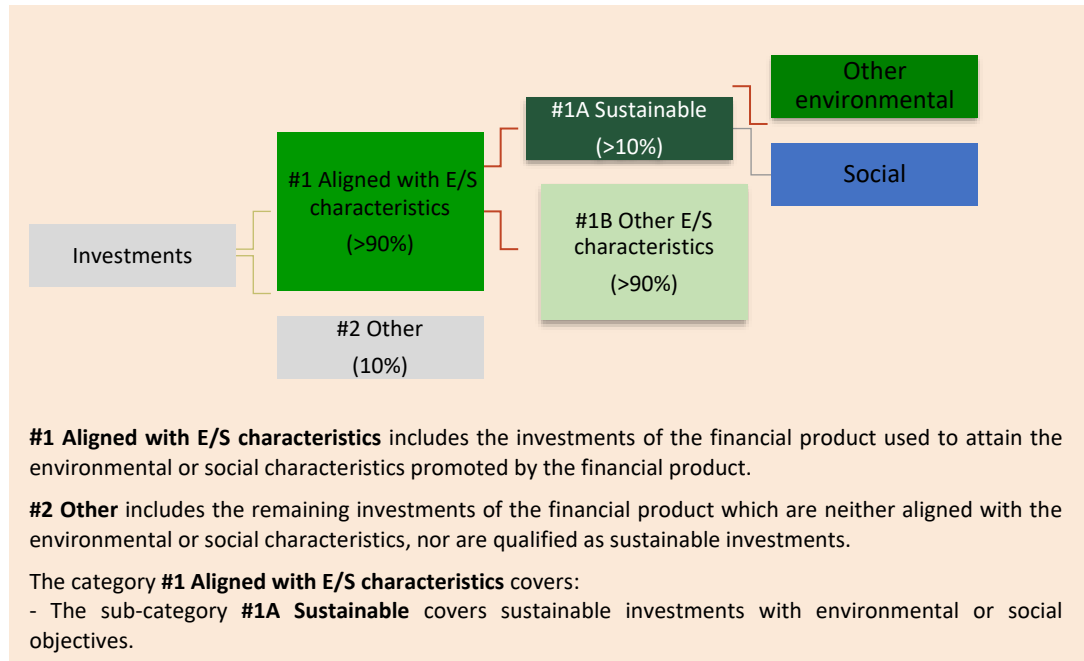 Other
environmental
#1A Sustainable
(>10%)
Social
#1 Aligned with E/S
characteristics
(>90%)
#1B Other E/S
characteristics
(>90%)
Investments
#2 Other
(10%)
#1 Aligned with E/S characteristics includes the investments of the financial product used to attain the
environmental or social characteristics promoted by the financial product.
#2 Other includes the remaining investments of the financial product which are neither aligned with the
environmental or social characteristics, nor are qualified as sustainable investments.
The category #1 Aligned with E/S characteristics covers:
- The sub-category #1A Sustainable covers sustainable investments with environmental or social
objectives.